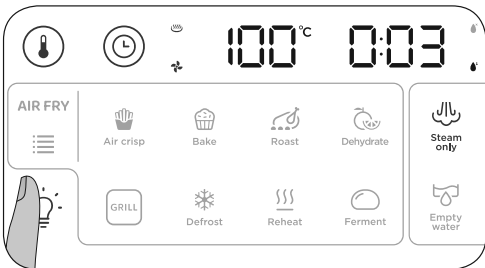 100°C 0:03
AIR FRY
Air crisp Bake Roast Dehydrate Steam only
GRILL Defrost Reheat Ferment Empty water